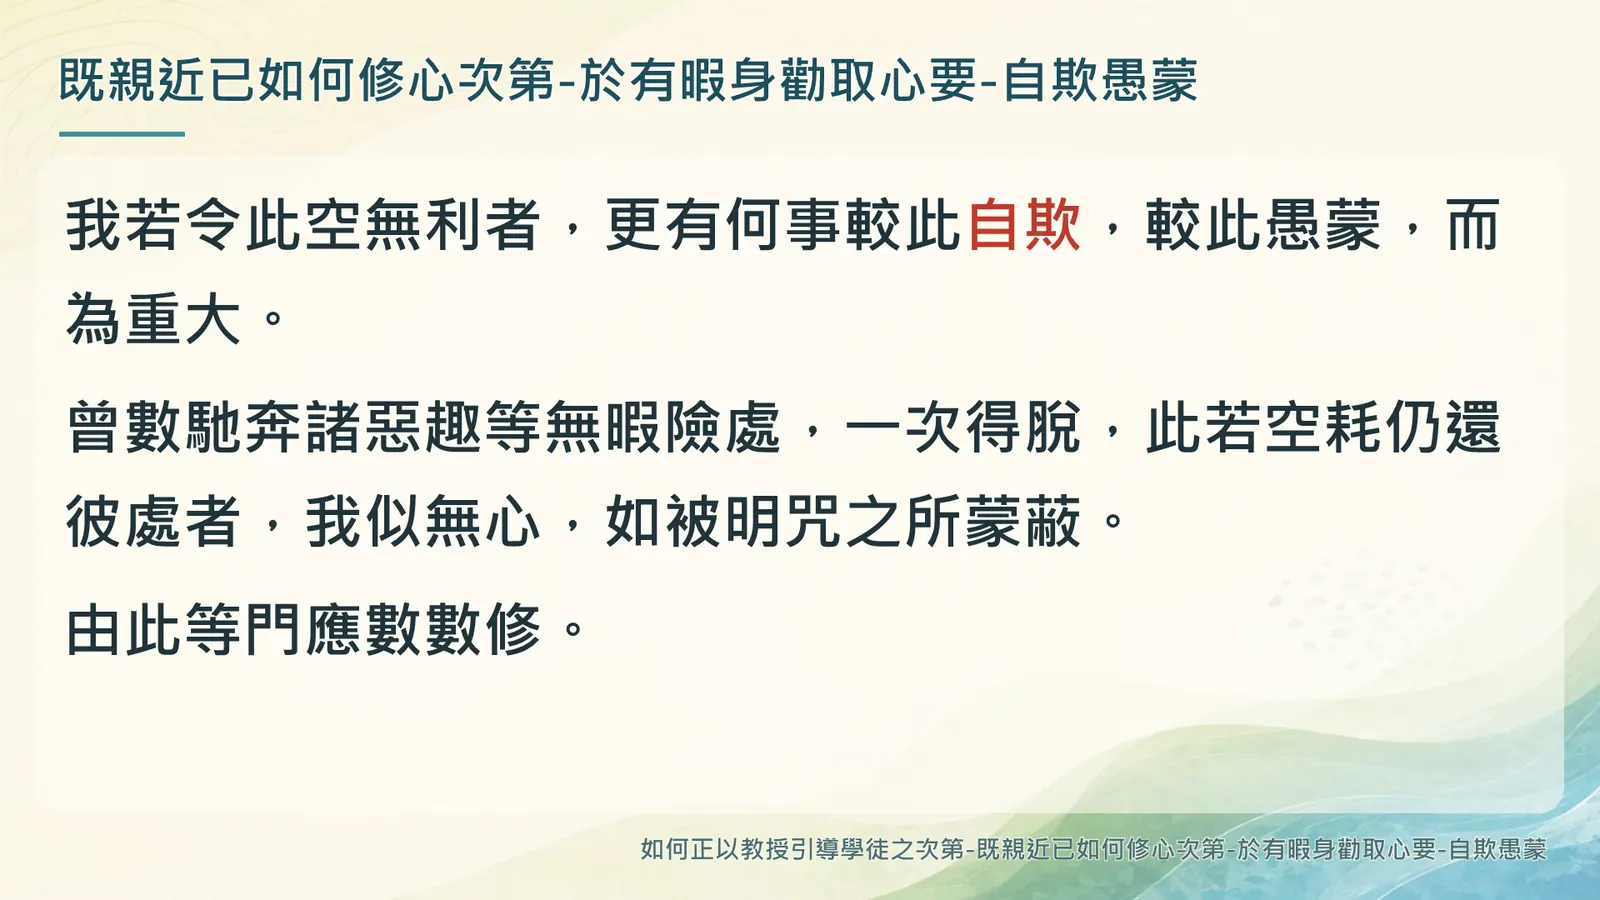 既親近已如何修心次第-於有暇身勸取心要-自欺愚蒙
我若令此空無利者，更有何事較此自欺，較此愚蒙，而
為重大。
曾數馳奔諸惡趣等無暇險處，一次得脫，此若空耗仍還
彼處者，我似無心，如被明咒之所蒙蔽。
由此等門應數數修。
如何正以教授引導學徒之次第-既親近已如何修心次第-於有暇身勸取心要-自欺愚蒙